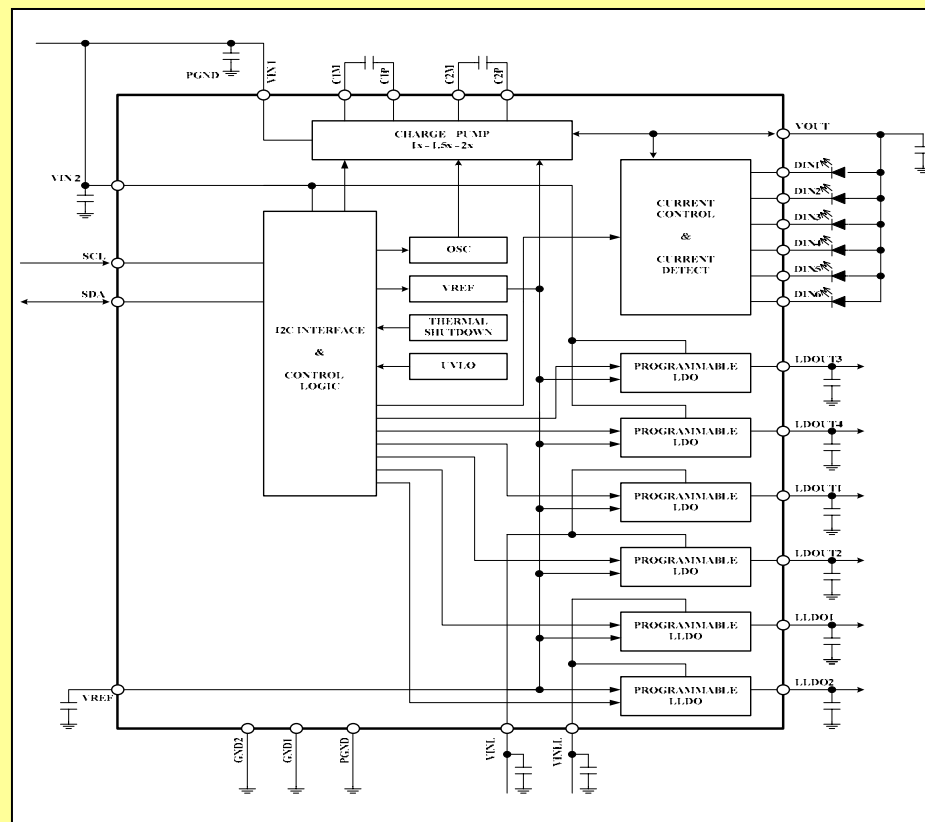 PGND
VIN1
C1M
C1P
C2M
C2P
CHARGE PUMP
1x-1.5x-2x
VOUT
VIN 2
DIN1
DIN2
DIN3
DIN4
DIN5
DIN6
CURRENT
CONTROL
&
CURRENT
DETECT
SCL
SDA
OSC
VREF
THERMAL
SHUTDOWN
UVLO
I2C INTERFACE
&
CONTROL
LOGIC
PROGRAMMABLE
LDO
LDOUT3
PROGRAMMABLE
LDO
LDOUT4
PROGRAMMABLE
LDO
LDOUT1
PROGRAMMABLE
LDO
LDOUT2
PROGRAMMABLE
LLDO
LLDO1
PROGRAMMABLE
LLDO
LLDO2
VREF
GND2
GND1
PGND
VINL
VINLL